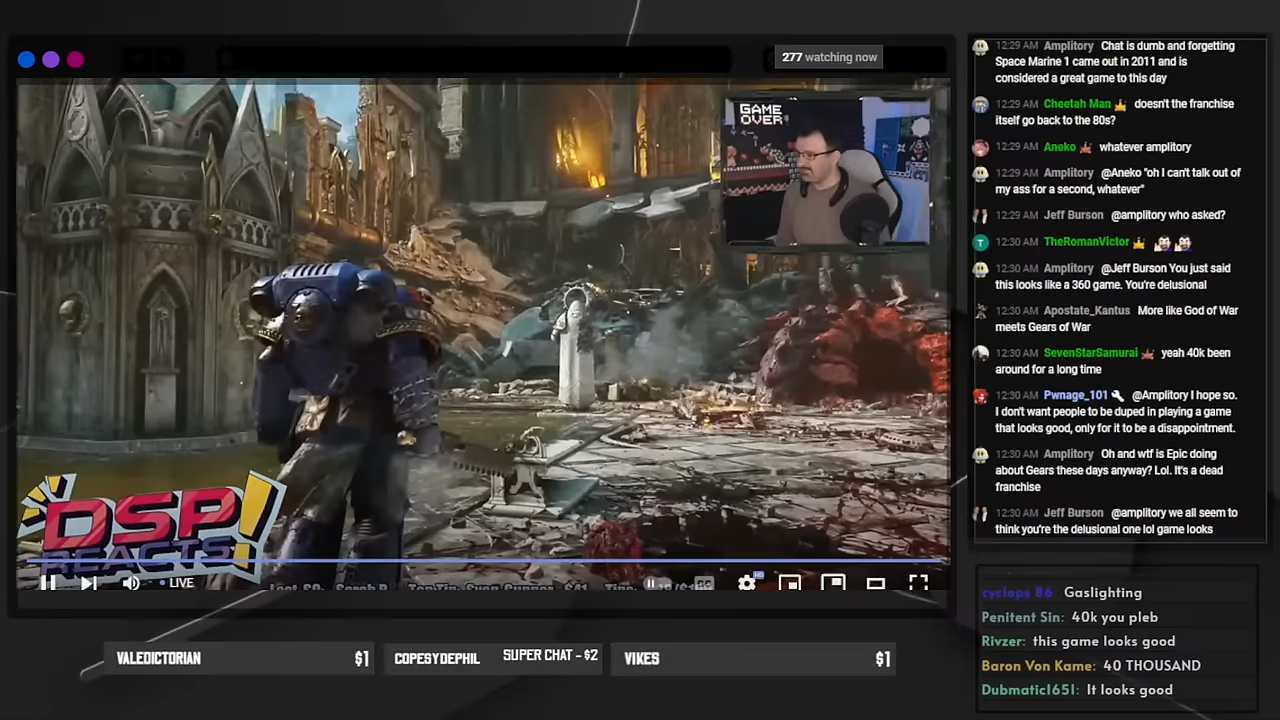 277 watching now
GAME
OVER
12:29 AM Amplitory Chat is dumb and forgetting
Space Marine 1 came out in 2011 and is
considered a great game to this day
12:29 AM Cheetah Man doesn't the franchise
itself go back to the 80s?
12:29 AM Aneko whatever amplitory
12:29 AM Amplitory @Aneko "oh I can't talk out of
my ass for a second, whatever"
12:29 AM Jeff Burson @amplitory who asked?
T 12:30 AM TheRomanVictor
12:30 AM Amplitory @Jeff Burson You just said
this looks like a 360 game. You're delusional
12:30 AM Apostate_Kantus More like God of War
meets Gears of War
12:30 AM SevenStarSamurai yeah 40k been
around for a long time
12:30 AM Pwnage_101 @Amplitory I hope so.
I don't want people to be duped in playing a game
that looks good, only for it to be a disappointment.
12:30 AM Amplitory Oh and wtf is Epic doing
about Gears these days anyway? Lol. It's a dead
franchise
12:30 AM Jeff Burson @amplitory we all seem to
think you're the delusional one lol game looks
DSP!
REACTS
LIVE
HD
cyclops 86 Gaslighting
Penitent Sin: 40k you pleb
Rivzer: this game looks good
Baron Von Kame: 40 THOUSAND
Dubmatic1651: It looks good
VALEDICTORIAN $1
COPESYDEPHIL SUPER CHAT - $2
VIKES $1